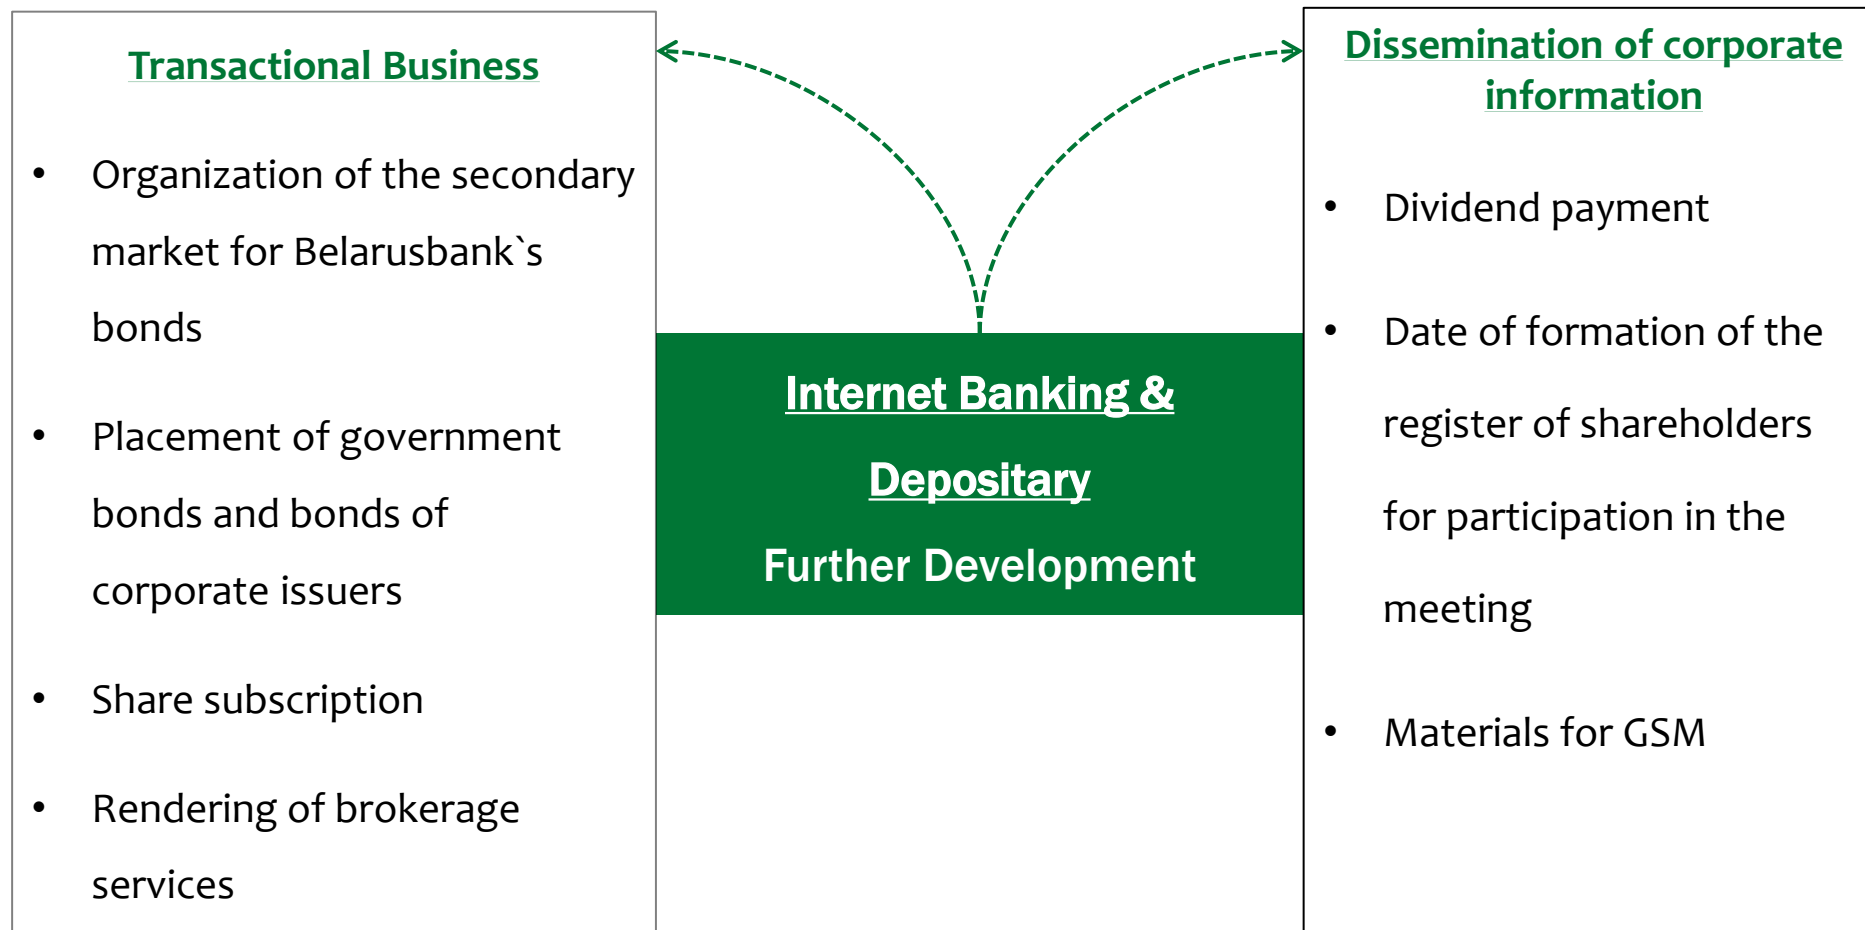 Transactional Business
• Organization of the secondary
market for Belarusbank`s
bonds
• Placement of government
bonds and bonds of
corporate issuers
• Share subscription
• Rendering of brokerage
services
Internet Banking &
Depositary
Further Development
Dissemination of corporate
information
• Dividend payment
• Date of formation of the
register of shareholders
for participation in the
meeting
• Materials for GSM